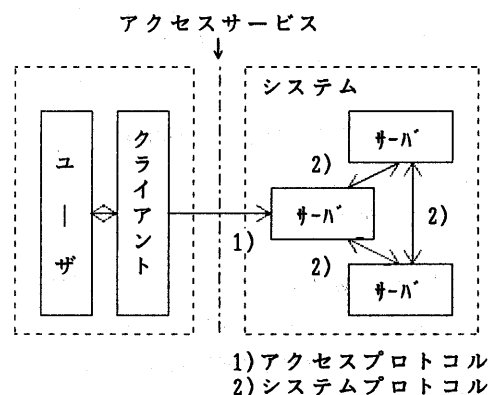 アクセスサービス
システム
ユーザ
クライアント
サーバ
サーバ
サーバ
1)
2)
2)
2)
1)アクセスプロトコル
2)システムプロトコル